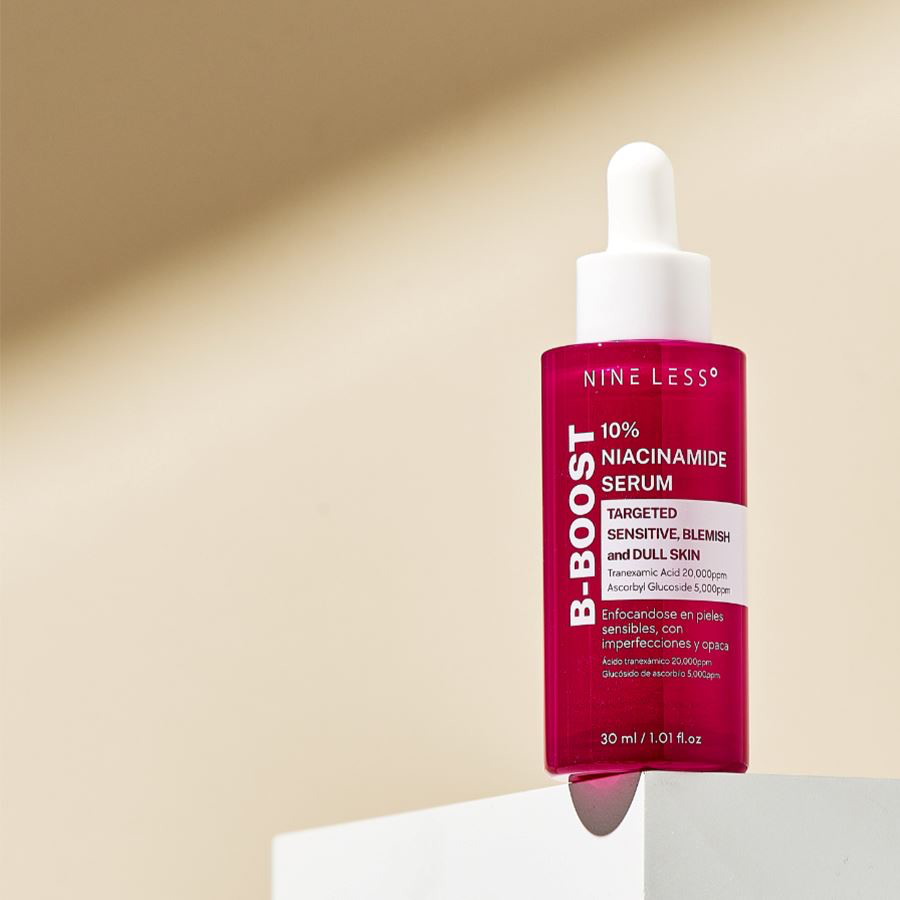 NINE LESS°
B-BOOST
10%
NIACINAMIDE
SERUM
TARGETED
SENSITIVE, BLEMISH
and DULL SKIN
Tranexamic Acid 20,000ppm
Ascorbyl Glucoside 5,000ppm
Enfocandose en pieles
sensibles, con
imperfecciones y opaca
Ácido tranexámico 20,000ppm
Glucósido de ascorbilo 5,000ppm
30 ml / 1.01 fl.oz